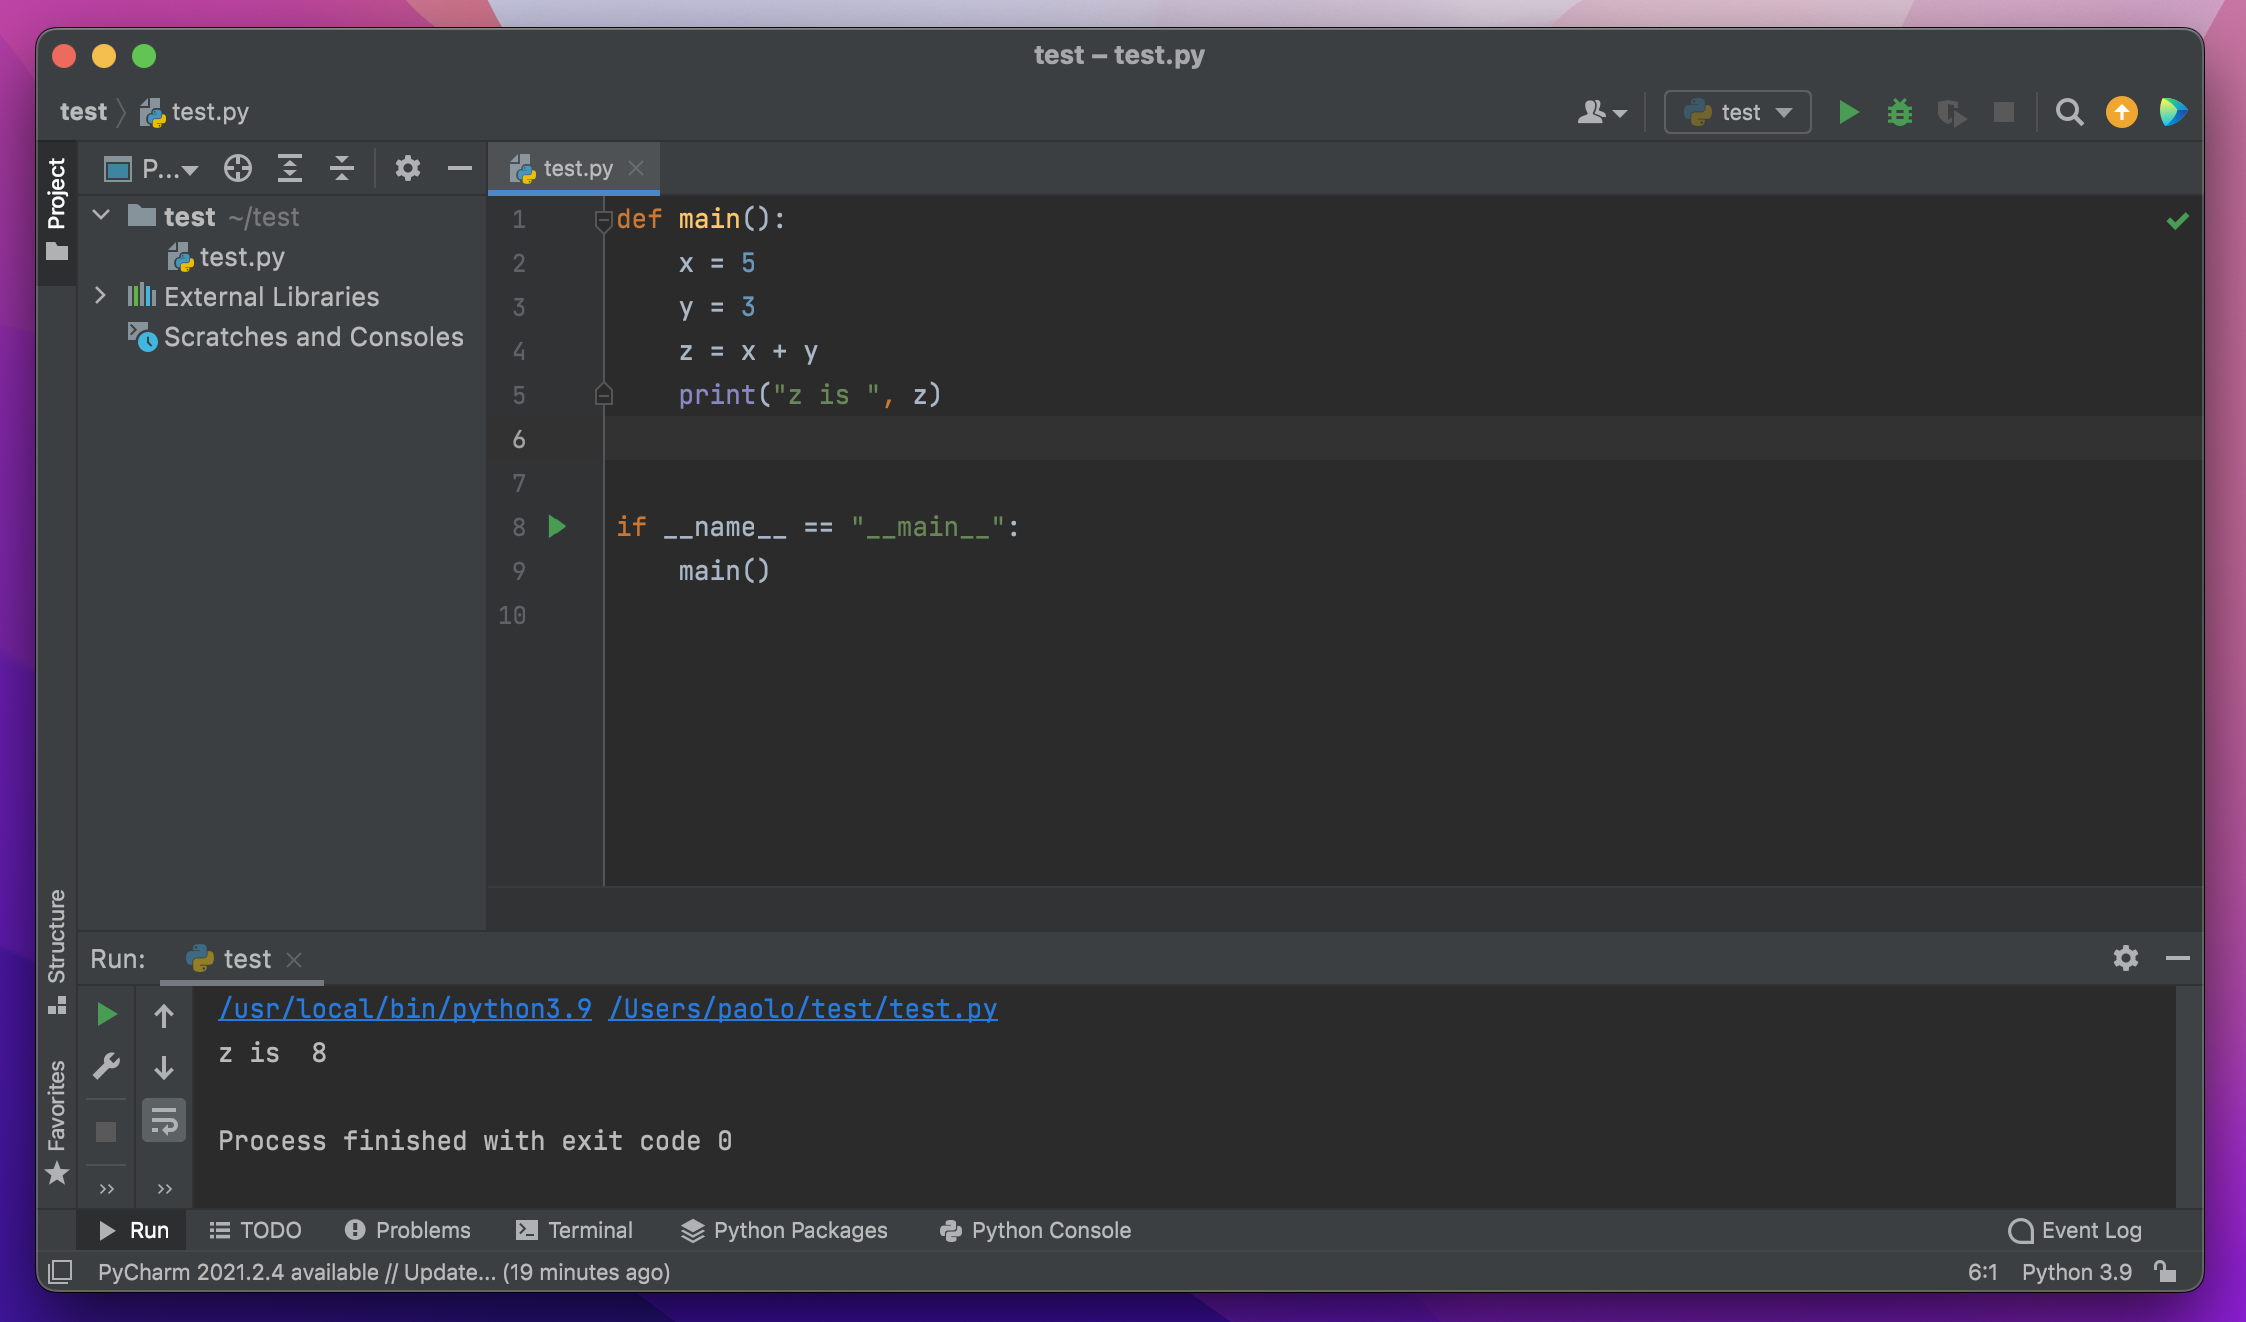 test – test.py
test test.py
test
Project
P...
test.py
test ~/test
test.py
External Libraries
Scratches and Consoles
1 def main():
2     x = 5
3     y = 3
4     z = x + y
5     print("z is ", z)
6
7
8 if __name__ == "__main__":
9     main()
10
Structure
Favorites
Run: test
/usr/local/bin/python3.9 /Users/paolo/test/test.py
z is  8
Process finished with exit code 0
Run TODO Problems Terminal Python Packages Python Console Event Log
PyCharm 2021.2.4 available // Update... (19 minutes ago) 6:1 Python 3.9